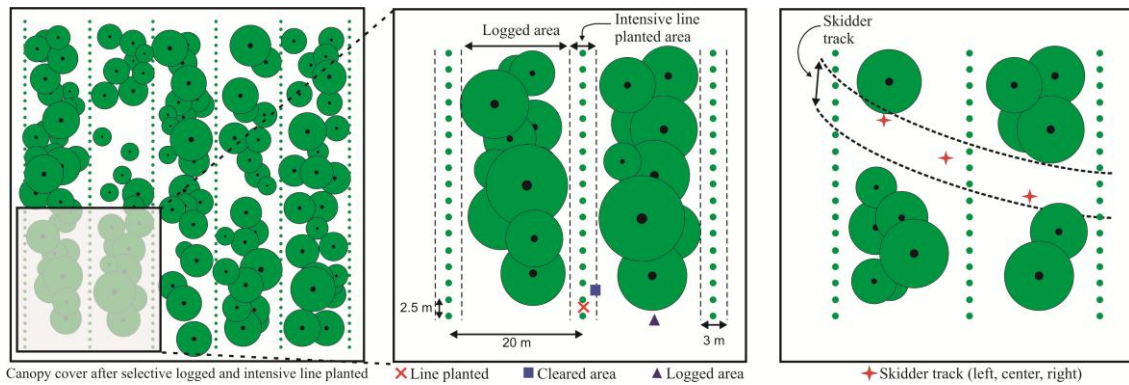 Logged area
Intensive line
planted area
2.5 m
20 m
3 m
Skidder
track
Canopy cover after selective logged and intensive line planted
Line planted
Cleared area
Logged area
Skidder track (left, center, right)